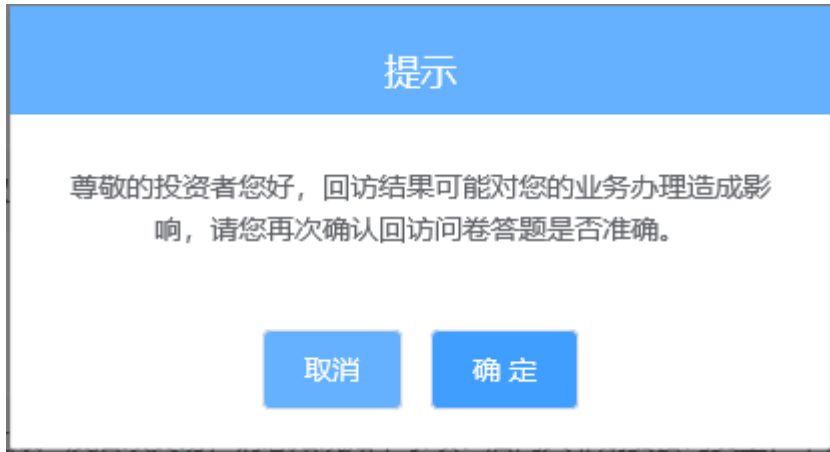 提示
尊敬的投资者您好，回访结果可能对您的业务办理造成影
响，请您再次确认回访问卷答题是否准确。
取消
确 定